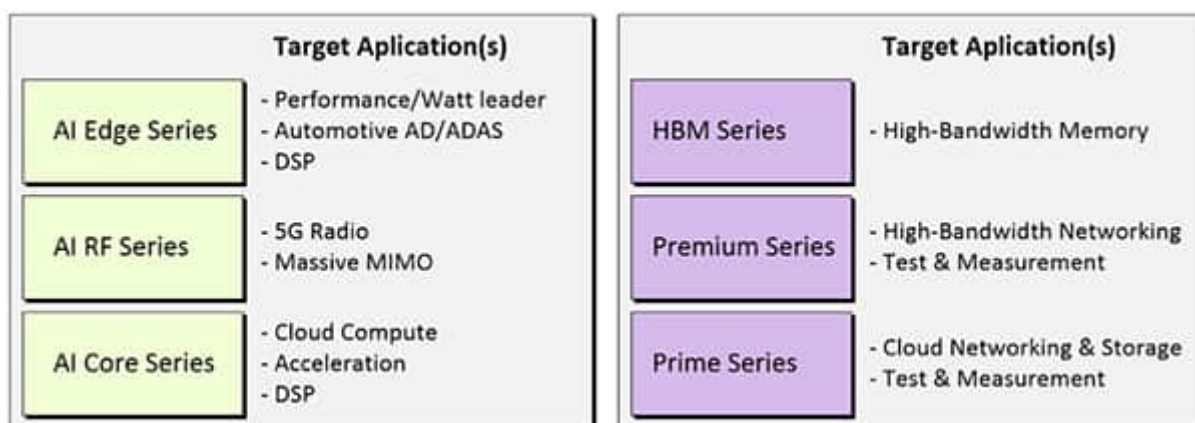 Target Aplication(s)
AI Edge Series
- Performance/Watt leader
- Automotive AD/ADAS
- DSP
AI RF Series
- 5G Radio
- Massive MIMO
AI Core Series
- Cloud Compute
- Acceleration
- DSP
Target Aplication(s)
HBM Series
- High-Bandwidth Memory
Premium Series
- High-Bandwidth Networking
- Test & Measurement
Prime Series
- Cloud Networking & Storage
- Test & Measurement